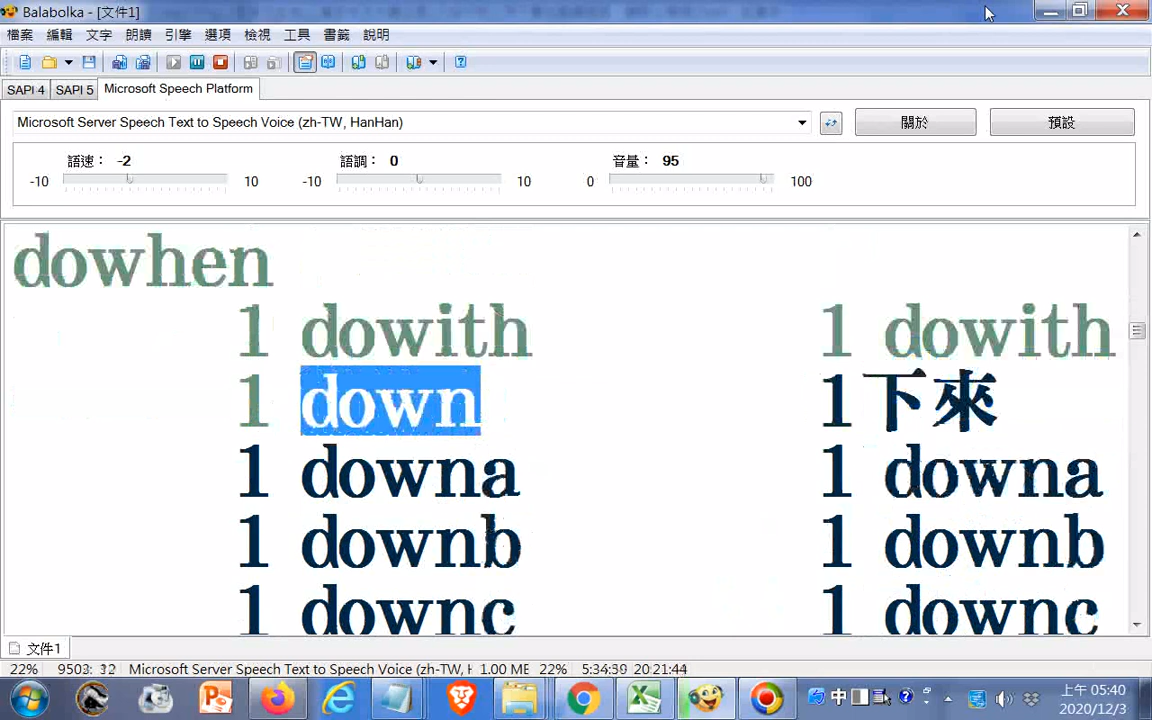 Balabolka - [文件1]
檔案 編輯 文字 朗讀 引擎 選項 檢視 工具 書籤 說明
SAPI 4 SAPI 5 Microsoft Speech Platform
Microsoft Server Speech Text to Speech Voice (zh-TW, HanHan) 關於 預設
語速： -2 語調： 0 音量： 95
-10 10 -10 10 0 100
dowhen
1 dowith 1 dowith
1 down 1 下來
1 downa 1 downa
1 downb 1 downb
1 downc 1 downc
文件1
22% 9503: 12 Microsoft Server Speech Text to Speech Voice (zh-TW, H 1.00 ME 22% 5:34:39 20:21:44
中 上午 05:40
2020/12/3